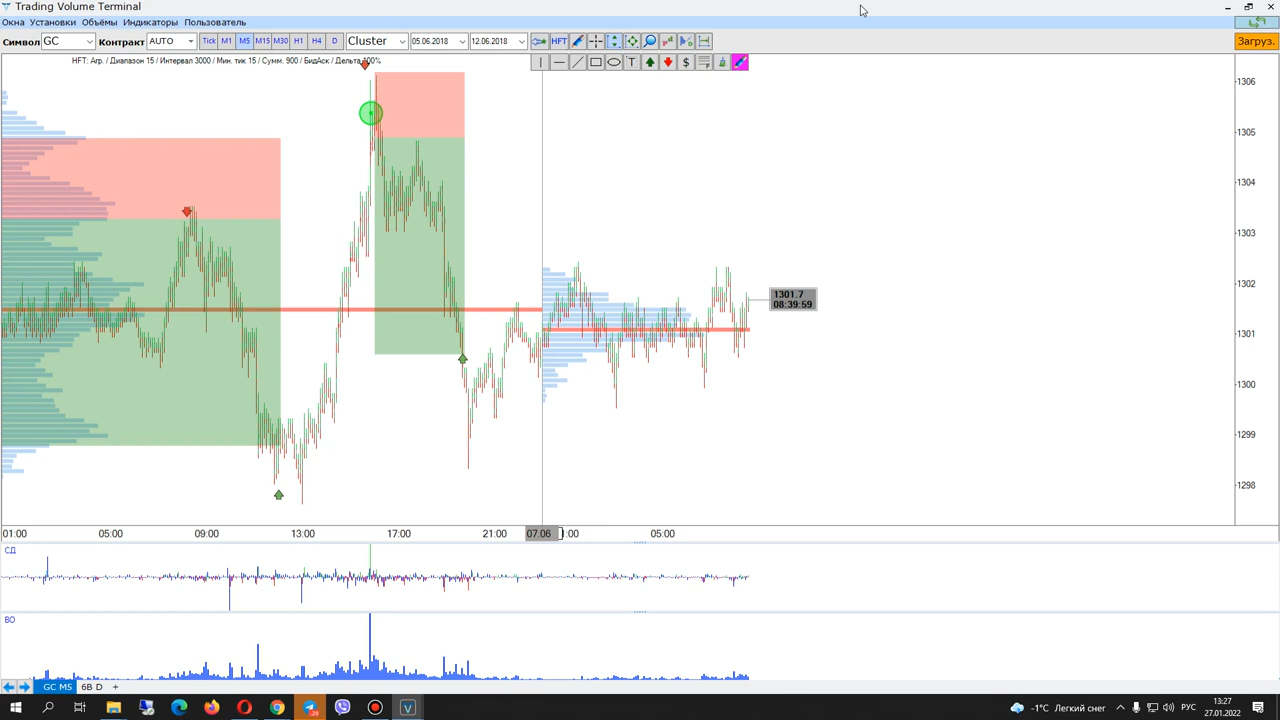 Trading Volume Terminal
Окна Установки Объёмы Индикаторы Пользователь
Символ GC Контракт AUTO Tick M1 M5 M15 M30 H1 H4 D Cluster 05.06.2018 12.06.2018 HFT Загруз.
HFT: Агр. / Диапазон 15 / Интервал 3000 / Мин. тик 15 / Сумм. 900 / БидАск / Дельта 100%
T $
1306
1305
1304
1303
1302
1301.7
08:39:59
1301
1300
1299
1298
01:00 05:00 09:00 13:00 17:00 21:00 07.06 1:00 05:00
СД
ВО
GC M5 6B D +
29 V -1°C Легкий снег РУС 13:27
27.01.2022